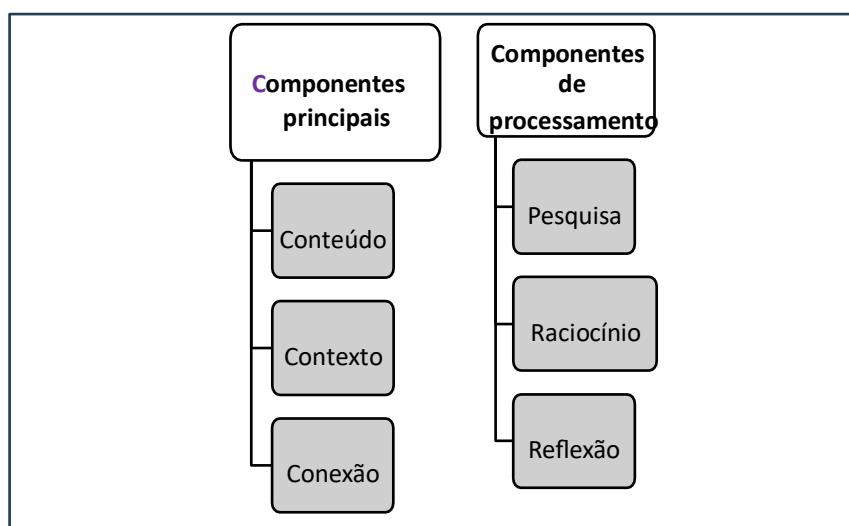 Componentes
principais
Conteúdo
Contexto
Conexão
Componentes
de
processamento
Pesquisa
Raciocínio
Reflexão